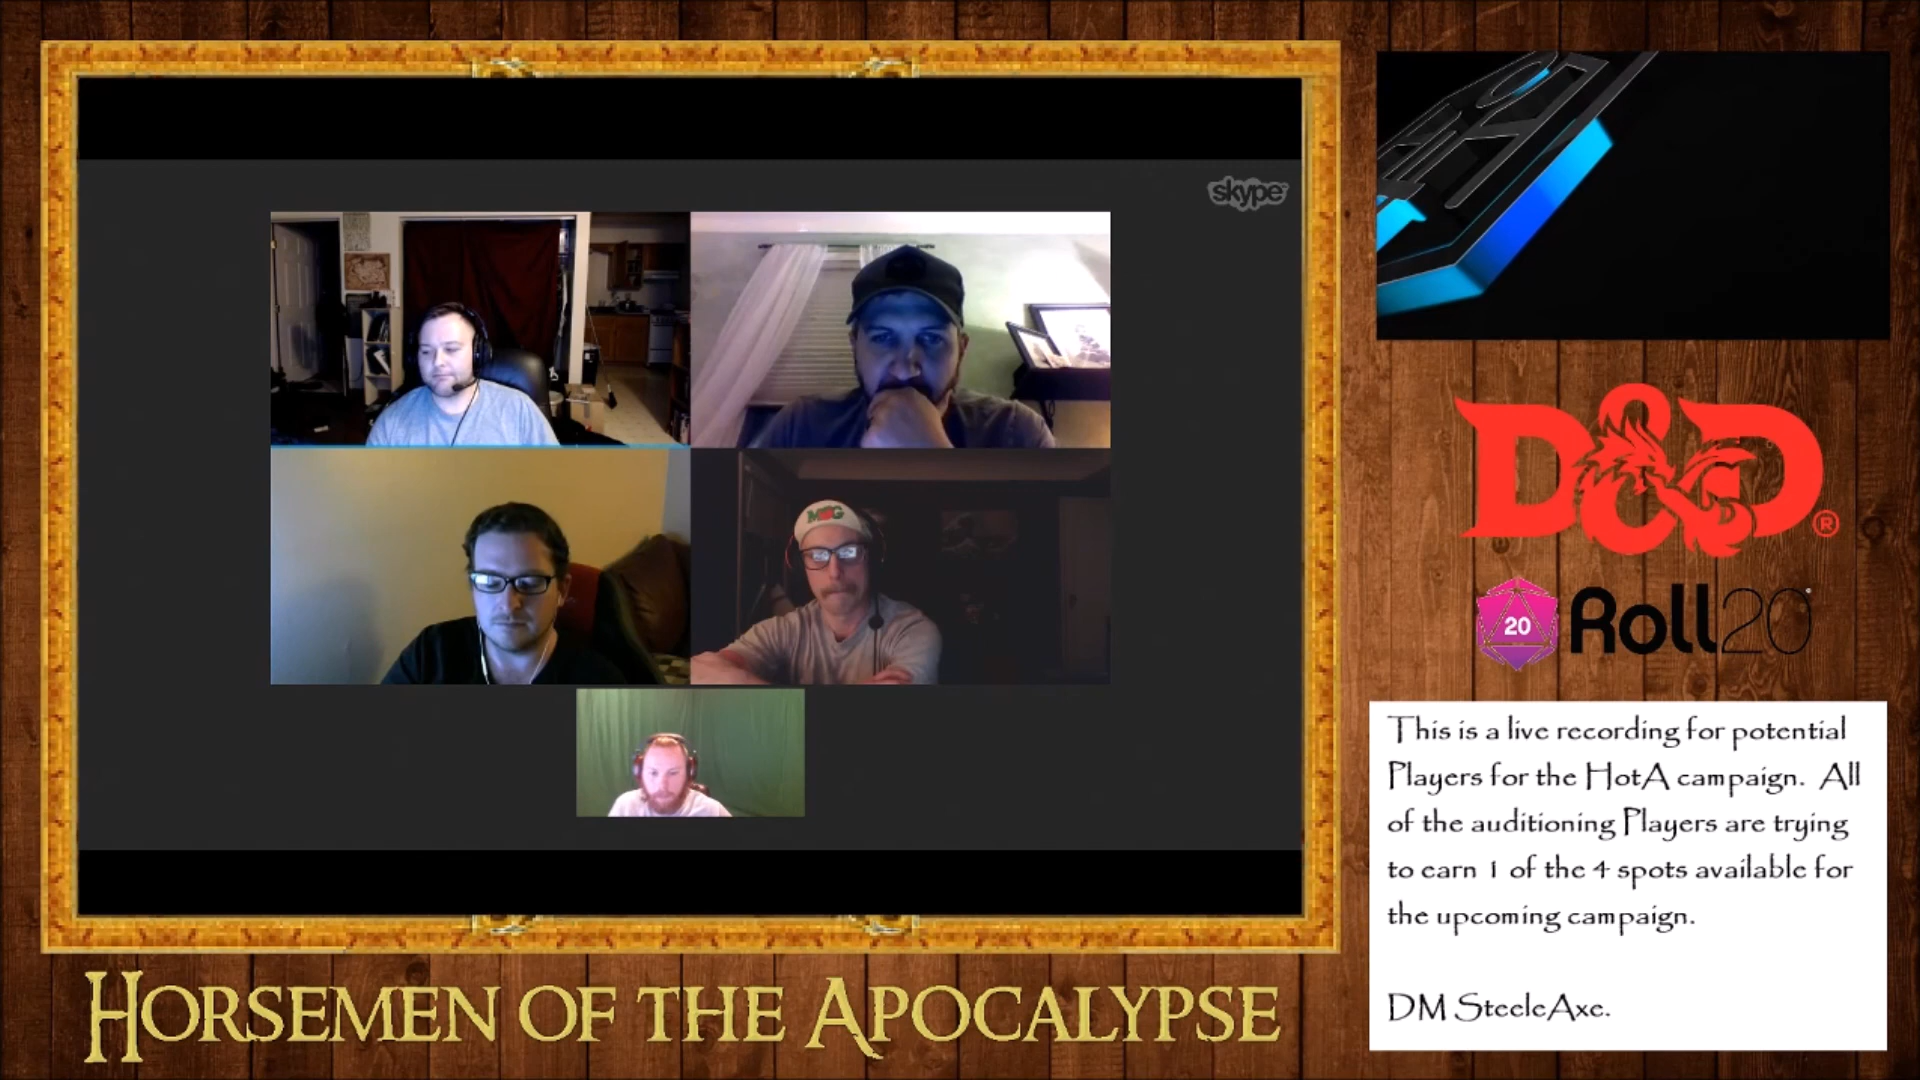 skype
MFG
D&D®
20
Roll20
This is a live recording for potential
Players for the HotA campaign. All
of the auditioning Players are trying
to earn 1 of the 4 spots available for
the upcoming campaign.
DM SteeleAxe.
HORSEMEN OF THE APOCALYPSE